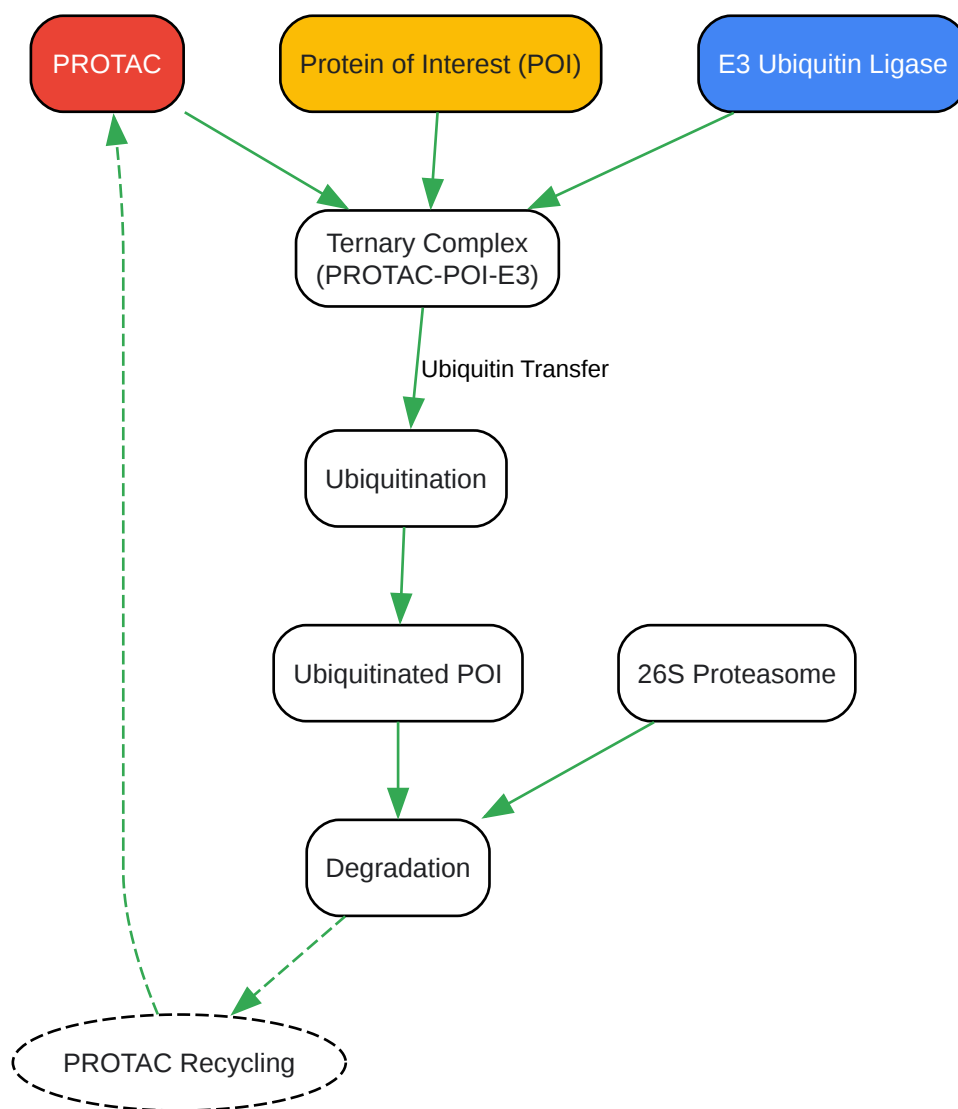 PROTAC
Protein of Interest (POI)
E3 Ubiquitin Ligase
Ternary Complex
(PROTAC-POI-E3)
Ubiquitin Transfer
Ubiquitination
Ubiquitinated POI
26S Proteasome
Degradation
PROTAC Recycling